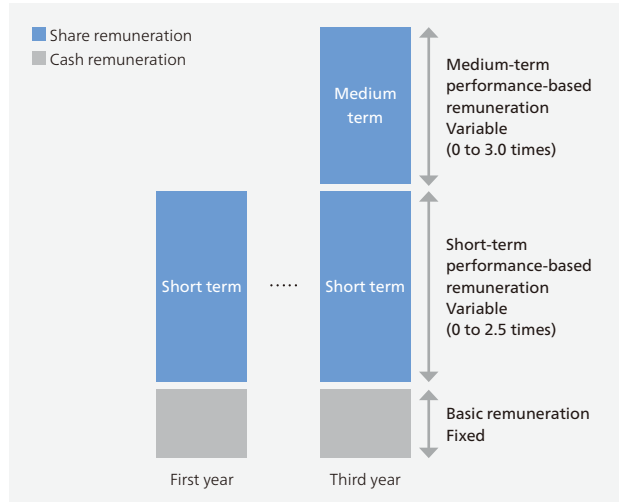 Share remuneration
Cash remuneration
Medium
term
Medium-term
performance-based
remuneration
Variable
(0 to 3.0 times)
Short term
.....
Short term
Short-term
performance-based
remuneration
Variable
(0 to 2.5 times)
Basic remuneration
Fixed
First year
Third year